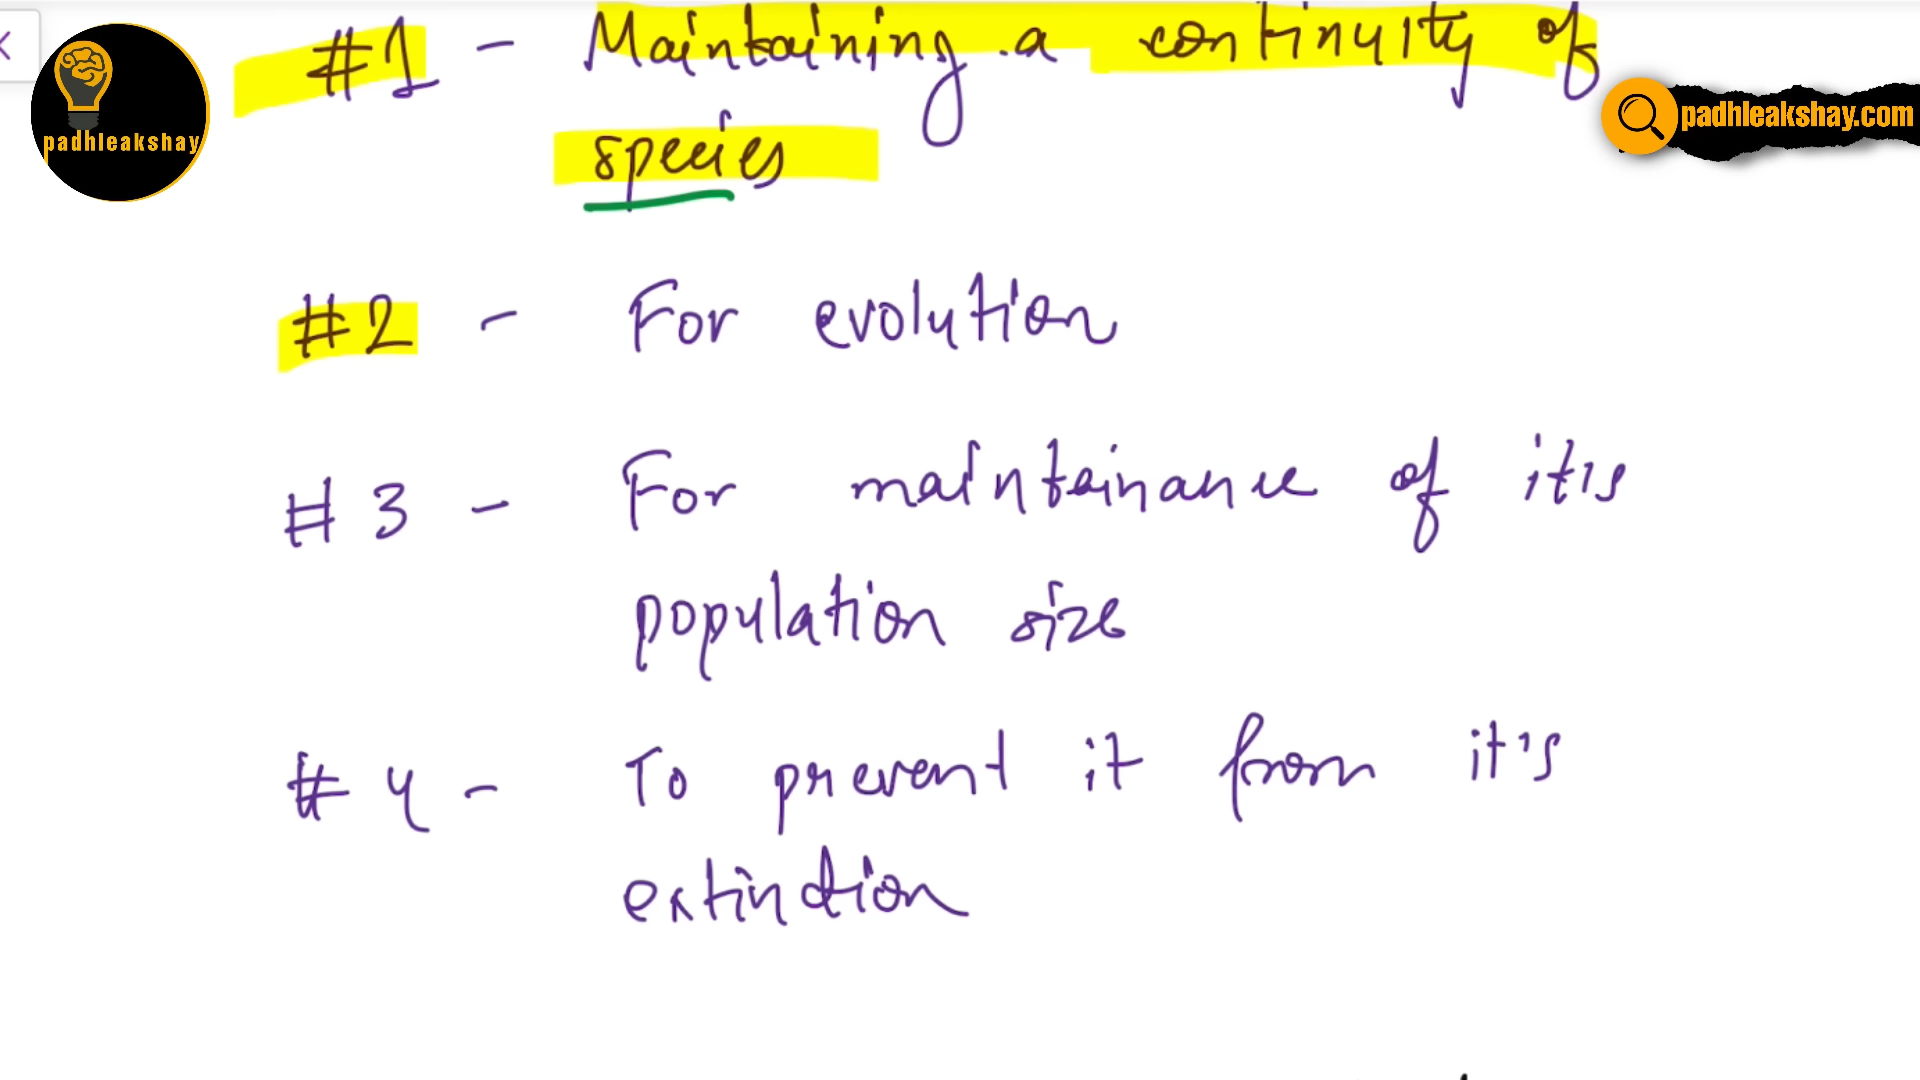 #1 - Maintaining a continuity of
species
padhleakshay
padhleakshay.com
#2 - For evolution
#3 - For maintainance of it's
population size
#4 - To prevent it from it's
extinction